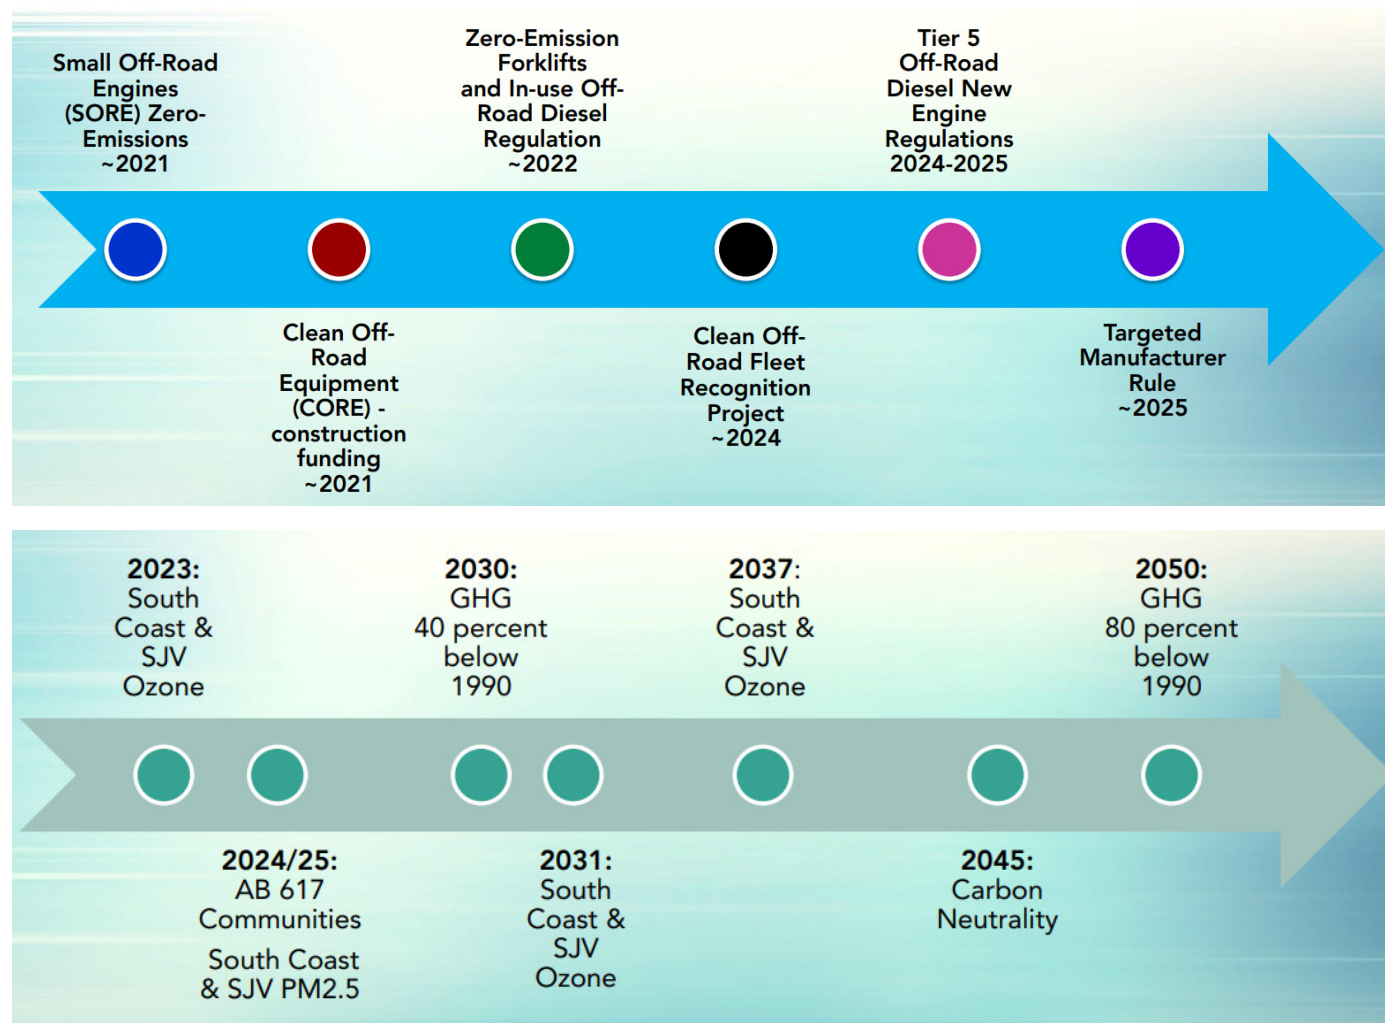 Small Off-Road
Engines
(SORE) Zero-
Emissions
~2021
Clean Off-
Road
Equipment
(CORE) -
construction
funding
~2021
Zero-Emission
Forklifts
and In-use Off-
Road Diesel
Regulation
~2022
Clean Off-
Road Fleet
Recognition
Project
~2024
Tier 5
Off-Road
Diesel New
Engine
Regulations
2024-2025
Targeted
Manufacturer
Rule
~2025
2023:
South
Coast &
SJV
Ozone
2024/25:
AB 617
Communities
South Coast
& SJV PM2.5
2030:
GHG
40 percent
below
1990
2031:
South
Coast &
SJV
Ozone
2037:
South
Coast &
SJV
Ozone
2045:
Carbon
Neutrality
2050:
GHG
80 percent
below
1990